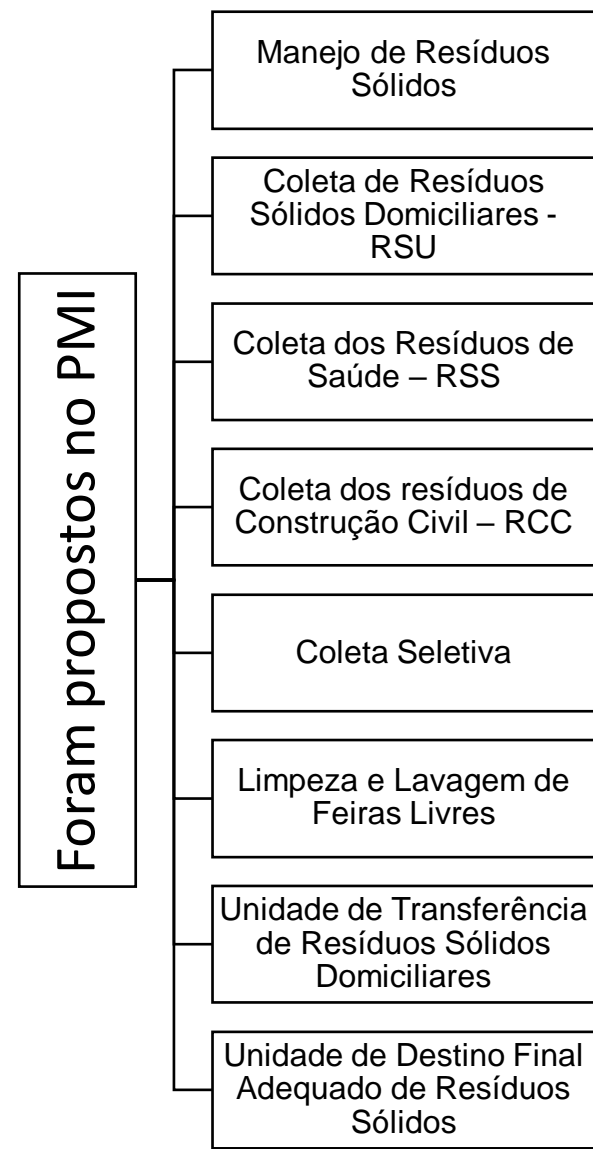 Foram propostos no PMI
Manejo de Resíduos
Sólidos
Coleta de Resíduos
Sólidos Domiciliares -
RSU
Coleta dos Resíduos de
Saúde – RSS
Coleta dos resíduos de
Construção Civil – RCC
Coleta Seletiva
Limpeza e Lavagem de
Feiras Livres
Unidade de Transferência
de Resíduos Sólidos
Domiciliares
Unidade de Destino Final
Adequado de Resíduos
Sólidos